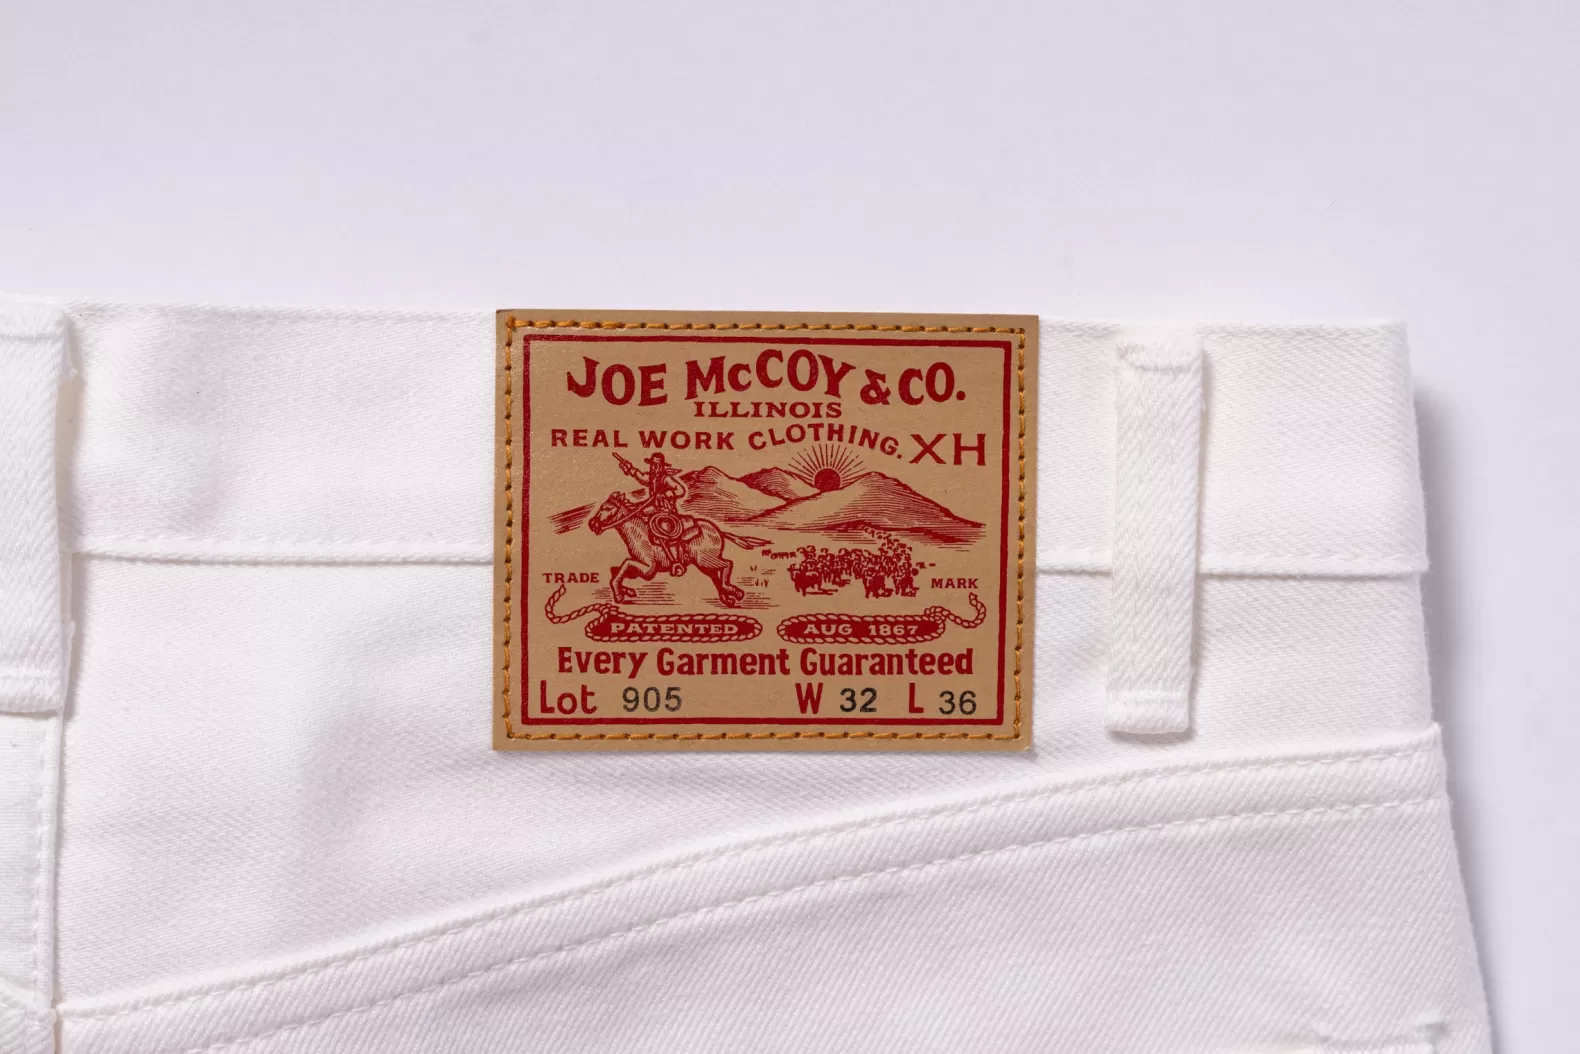 JOE McCOY & CO.
ILLINOIS
REAL WORK CLOTHING. XH
TRADE MARK
PATENTED AUG 1867
Every Garment Guaranteed
Lot 905 W 32 L 36